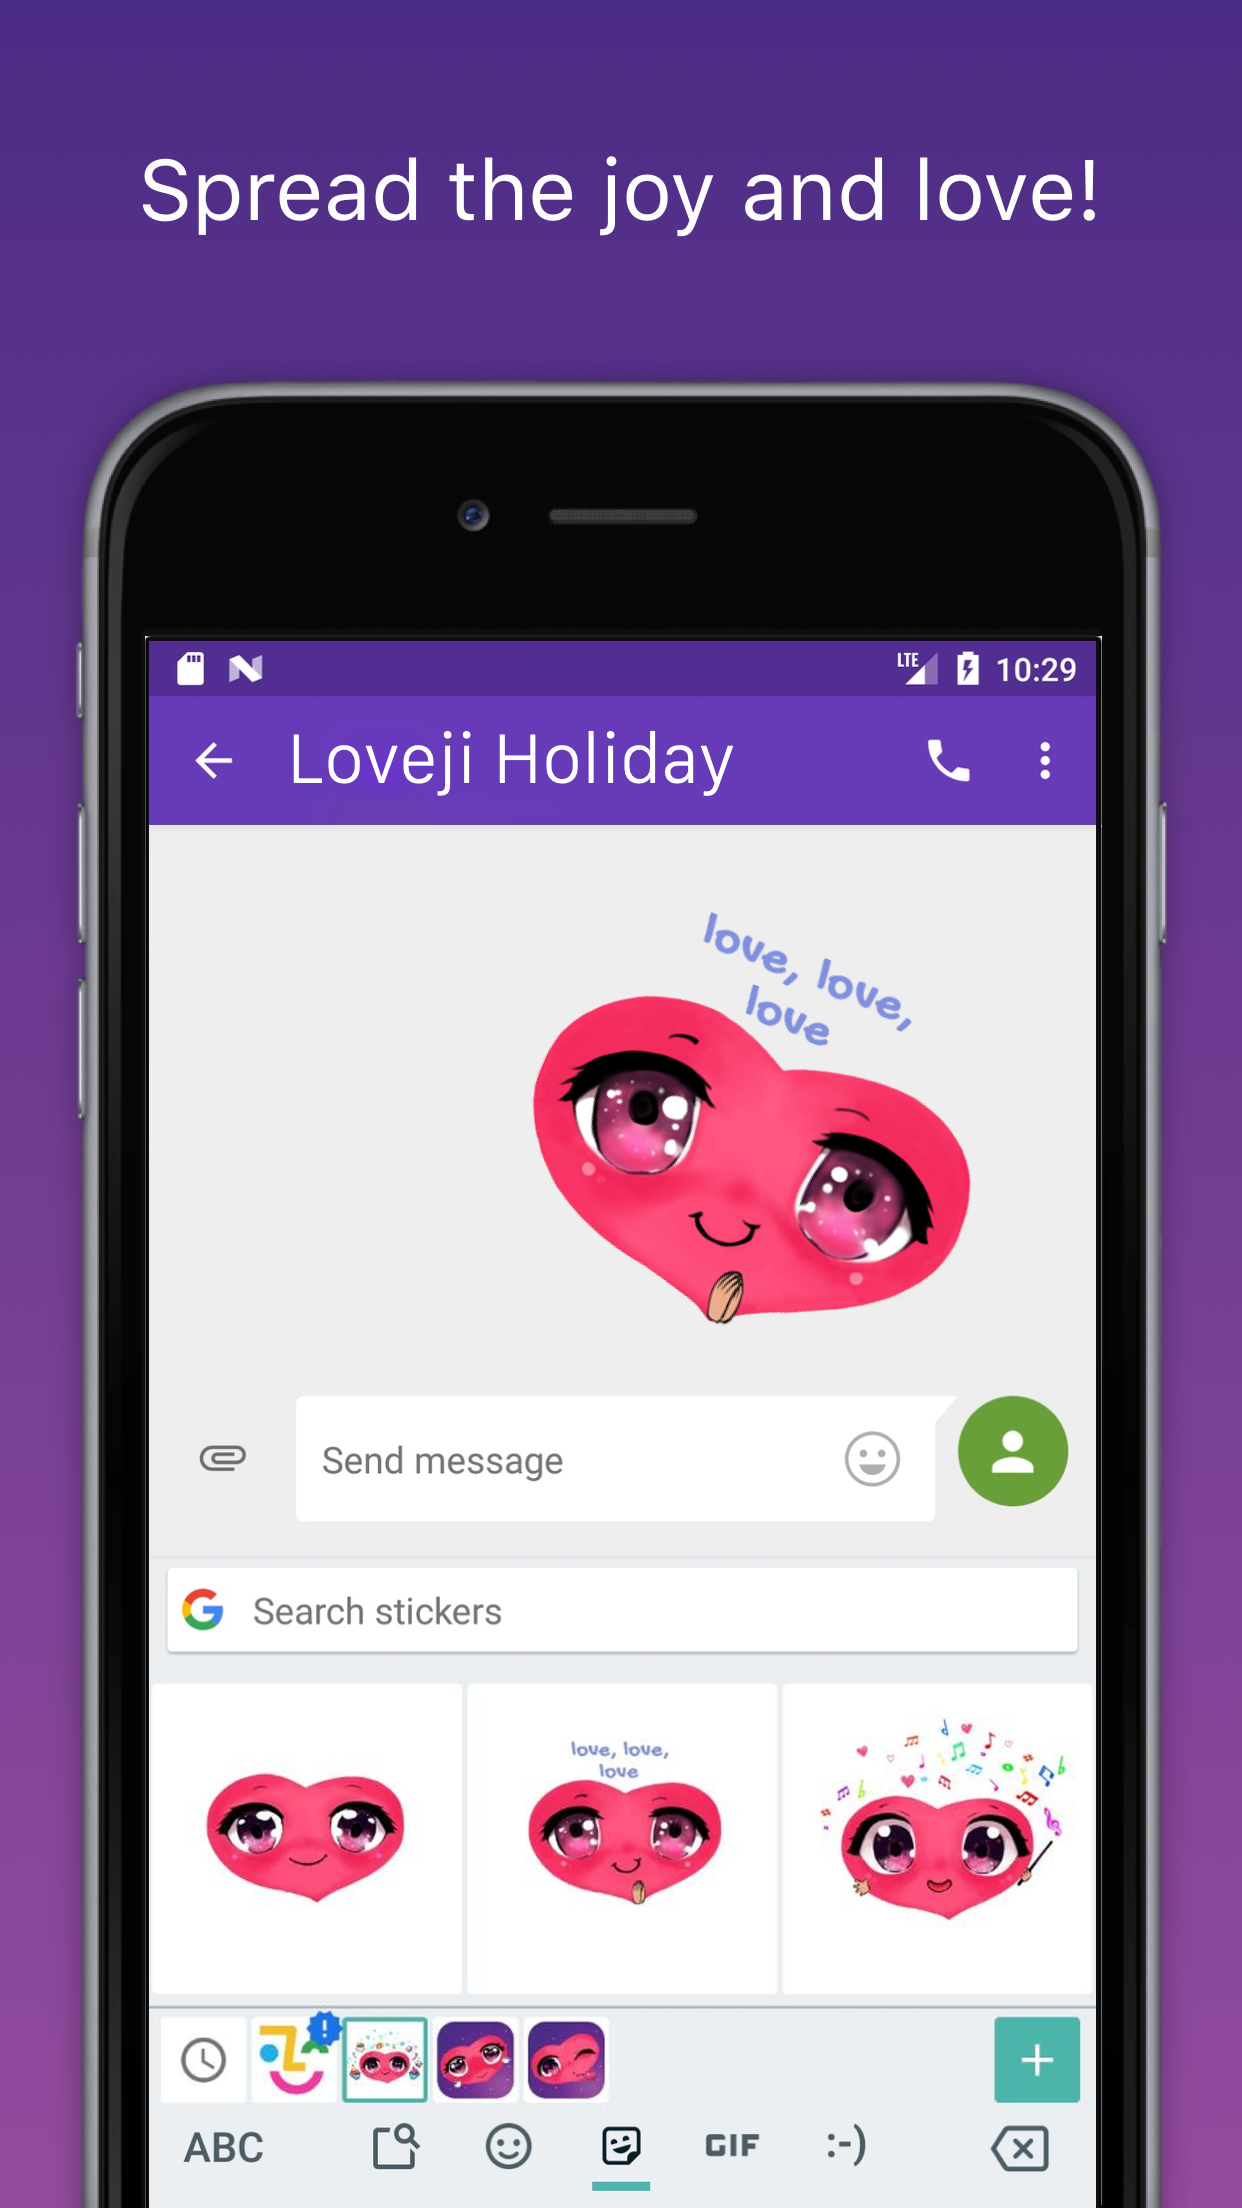 Spread the joy and love!
LTE 10:29
Loveji Holiday
love, love,
love
Send message
G Search stickers
love, love,
love
ABC GIF :-)